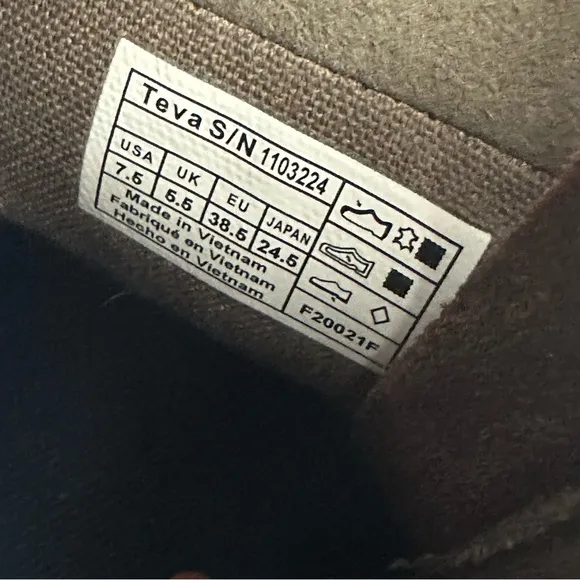 Teva S/N 1103224
USA UK EU JAPAN
7.5 5.5 38.5 24.5
Made in Vietnam
Fabriqué en Vietnam
Hecho en Vietnam
F20021F